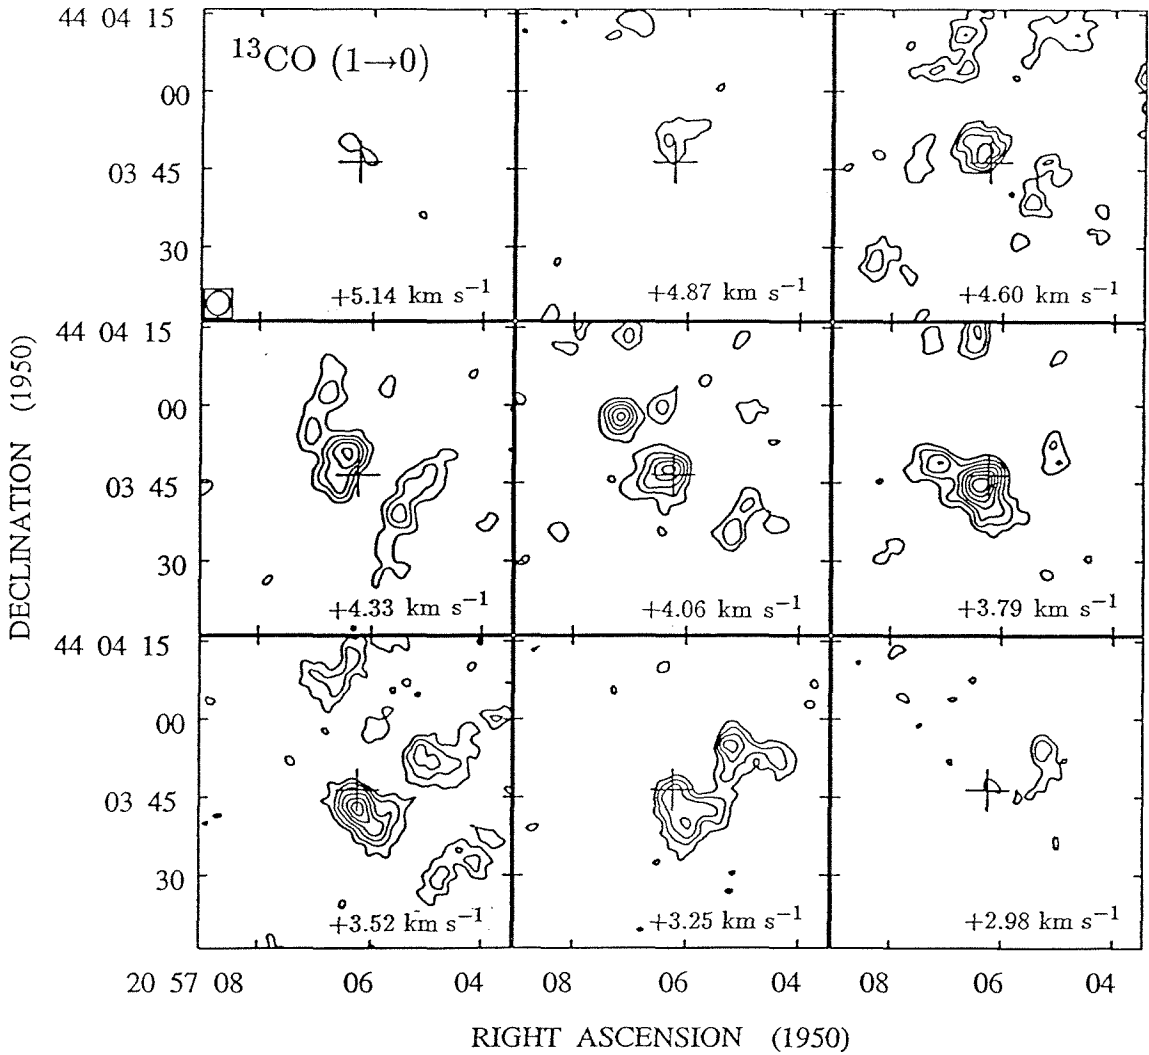 44 04 15
¹³CO (1→0)
00
03 45
30
+5.14 km s⁻¹
+4.87 km s⁻¹
+4.60 km s⁻¹
44 04 15
00
03 45
30
+4.33 km s⁻¹
+4.06 km s⁻¹
+3.79 km s⁻¹
44 04 15
00
03 45
30
+3.52 km s⁻¹
+3.25 km s⁻¹
+2.98 km s⁻¹
DECLINATION (1950)
20 57 08 06 04 08 06 04 08 06 04
RIGHT ASCENSION (1950)